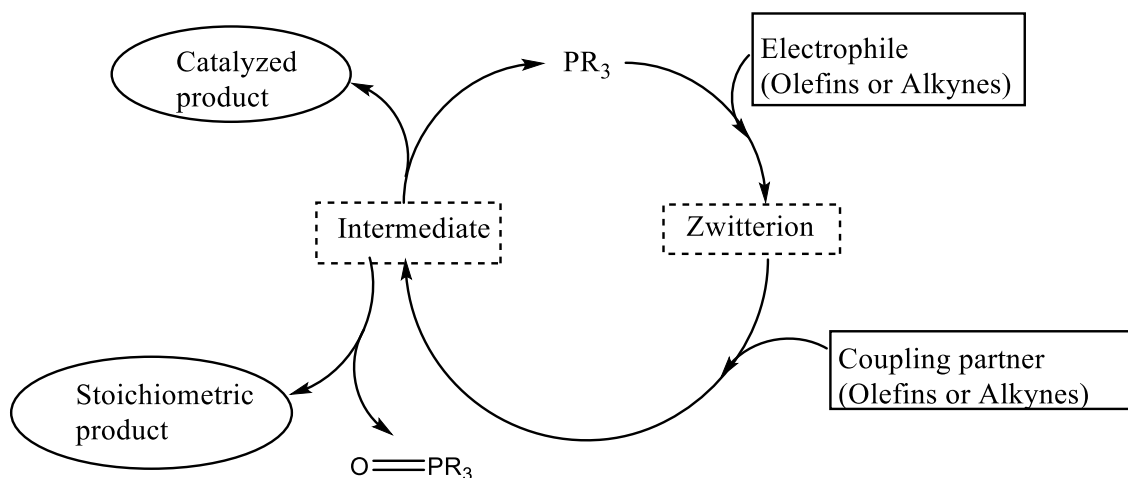 Catalyzed
product
PR3
Electrophile
(Olefins or Alkynes)
Intermediate
Zwitterion
Coupling partner
(Olefins or Alkynes)
Stoichiometric
product
O=PR3